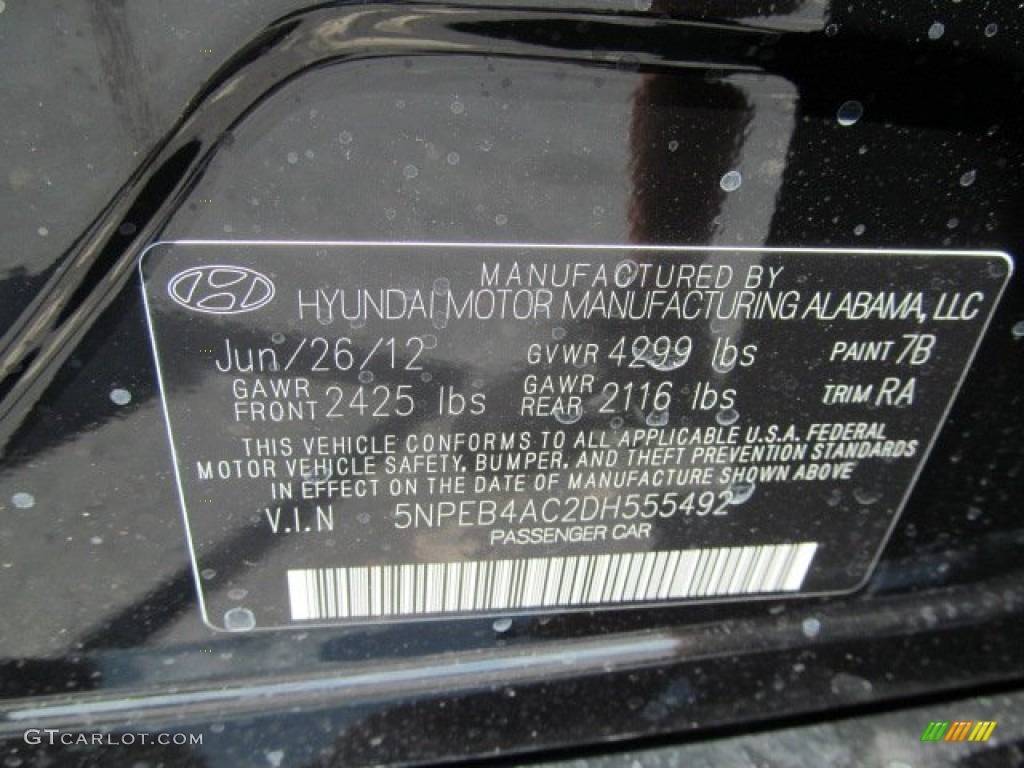 MANUFACTURED BY
HYUNDAI MOTOR MANUFACTURING ALABAMA, LLC
Jun/26/12 GVWR 4299 lbs PAINT 7B
GAWR FRONT 2425 lbs GAWR REAR 2116 lbs TRIM RA
THIS VEHICLE CONFORMS TO ALL APPLICABLE U.S.A. FEDERAL
MOTOR VEHICLE SAFETY, BUMPER, AND THEFT PREVENTION STANDARDS
IN EFFECT ON THE DATE OF MANUFACTURE SHOWN ABOVE
V.I.N 5NPEB4AC2DH555492
PASSENGER CAR
GTCARLOT.COM